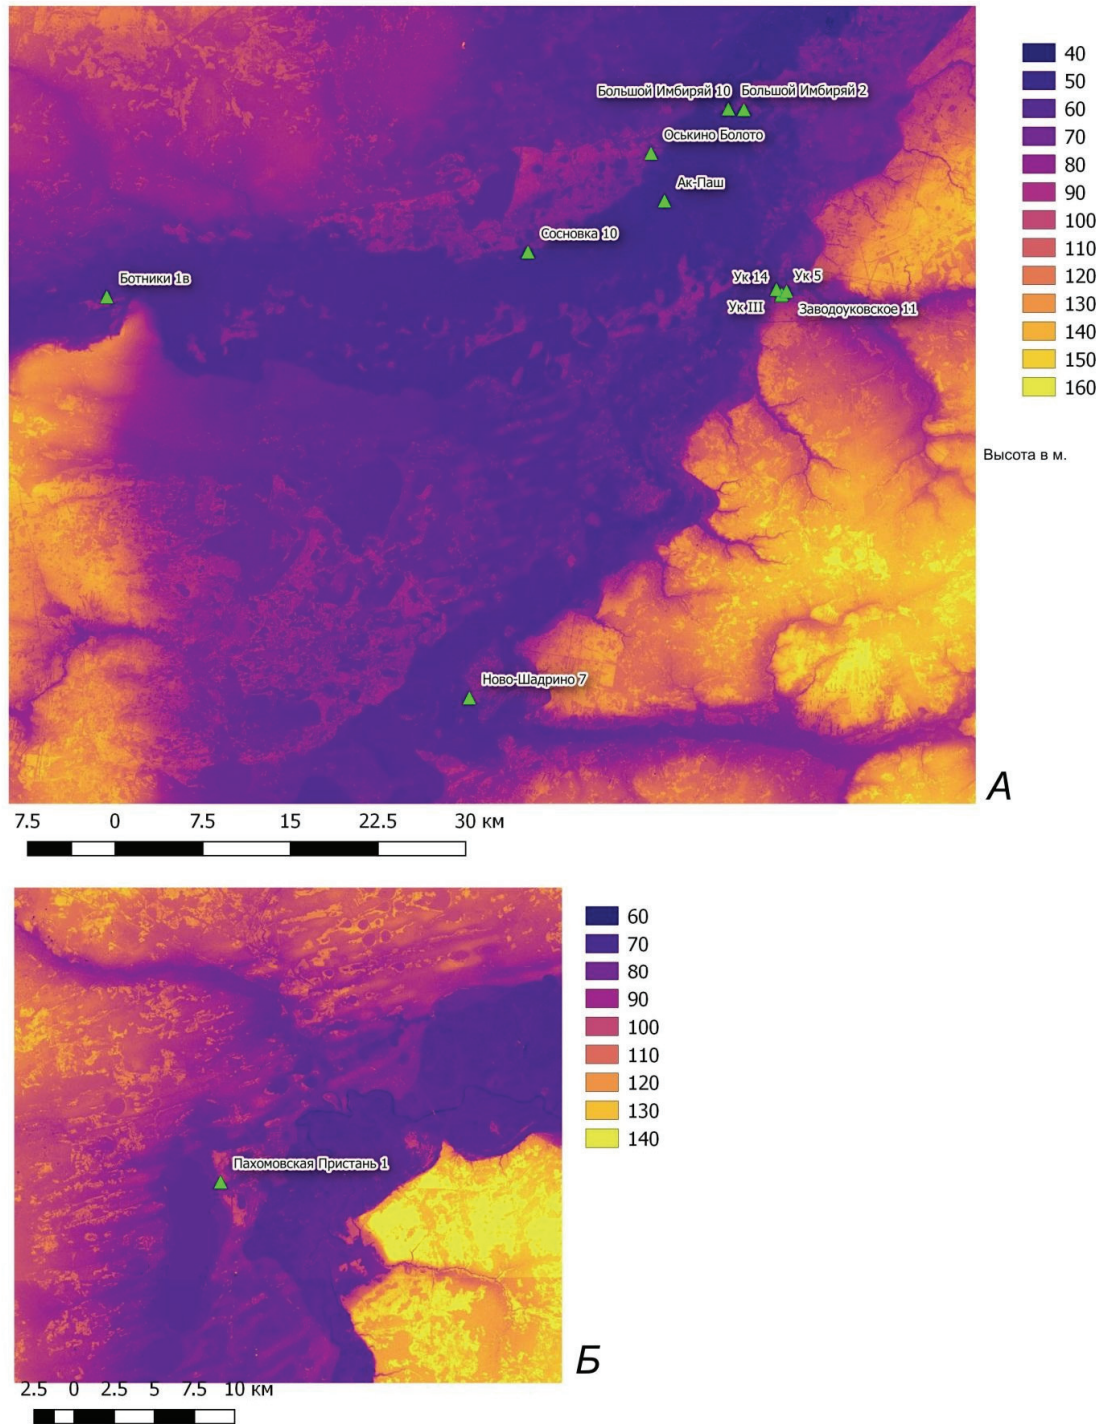 40
50
60
70
80
90
100
110
120
130
140
150
160
Высота в м.
Большой Имбиряй 10
Большой Имбиряй 2
Оськино Болото
Ак-Паш
Сосновка 10
Ботники 1в
Ук 14
Ук 5
Ук III
Заводоуковское 11
Ново-Шадрино 7
А
7.5 0 7.5 15 22.5 30 км
60
70
80
90
100
110
120
130
140
Пахомовская Пристань 1
Б
2.5 0 2.5 5 7.5 10 км